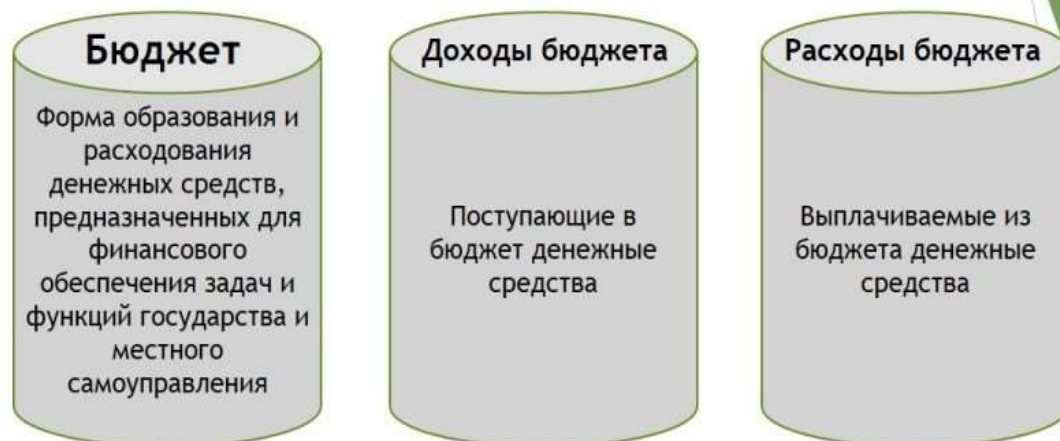 Бюджет
Форма образования и
расходования
денежных средств,
предназначенных для
финансового
обеспечения задач и
функций государства и
местного
самоуправления
Доходы бюджета
Поступающие в
бюджет денежные
средства
Расходы бюджета
Выплачиваемые из
бюджета денежные
средства